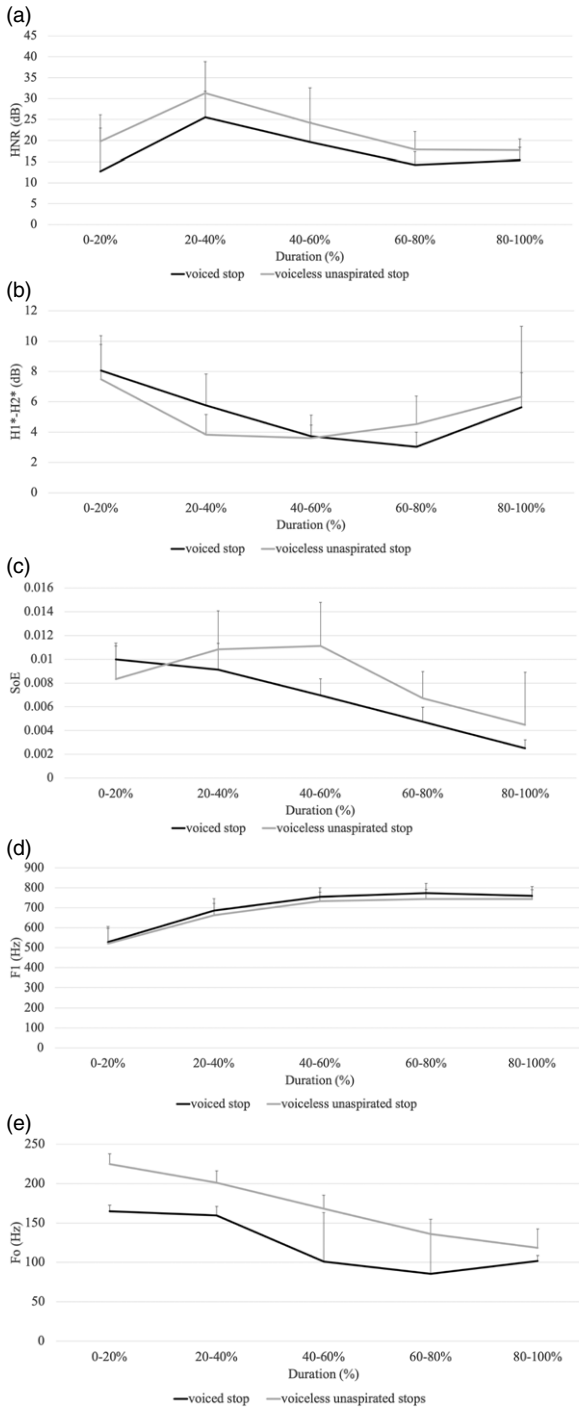 (a)
45
40
35
30
25
20
15
10
5
0
HNR (dB)
0-20% 20-40% 40-60% 60-80% 80-100%
Duration (%)
voiced stop voiceless unaspirated stop
(b)
12
10
8
6
4
2
0
H1*-H2* (dB)
0-20% 20-40% 40-60% 60-80% 80-100%
Duration (%)
voiced stop voiceless unaspirated stop
(c)
0.016
0.014
0.012
0.01
0.008
0.006
0.004
0.002
0
SoE
0-20% 20-40% 40-60% 60-80% 80-100%
Duration (%)
voiced stop voiceless unaspirated stop
(d)
900
800
700
600
500
400
300
200
100
0
F1 (Hz)
0-20% 20-40% 40-60% 60-80% 80-100%
Duration (%)
voiced stop voiceless unaspirated stop
(e)
250
200
150
100
50
0
Fo (Hz)
0-20% 20-40% 40-60% 60-80% 80-100%
Duration (%)
voiced stop voiceless unaspirated stops